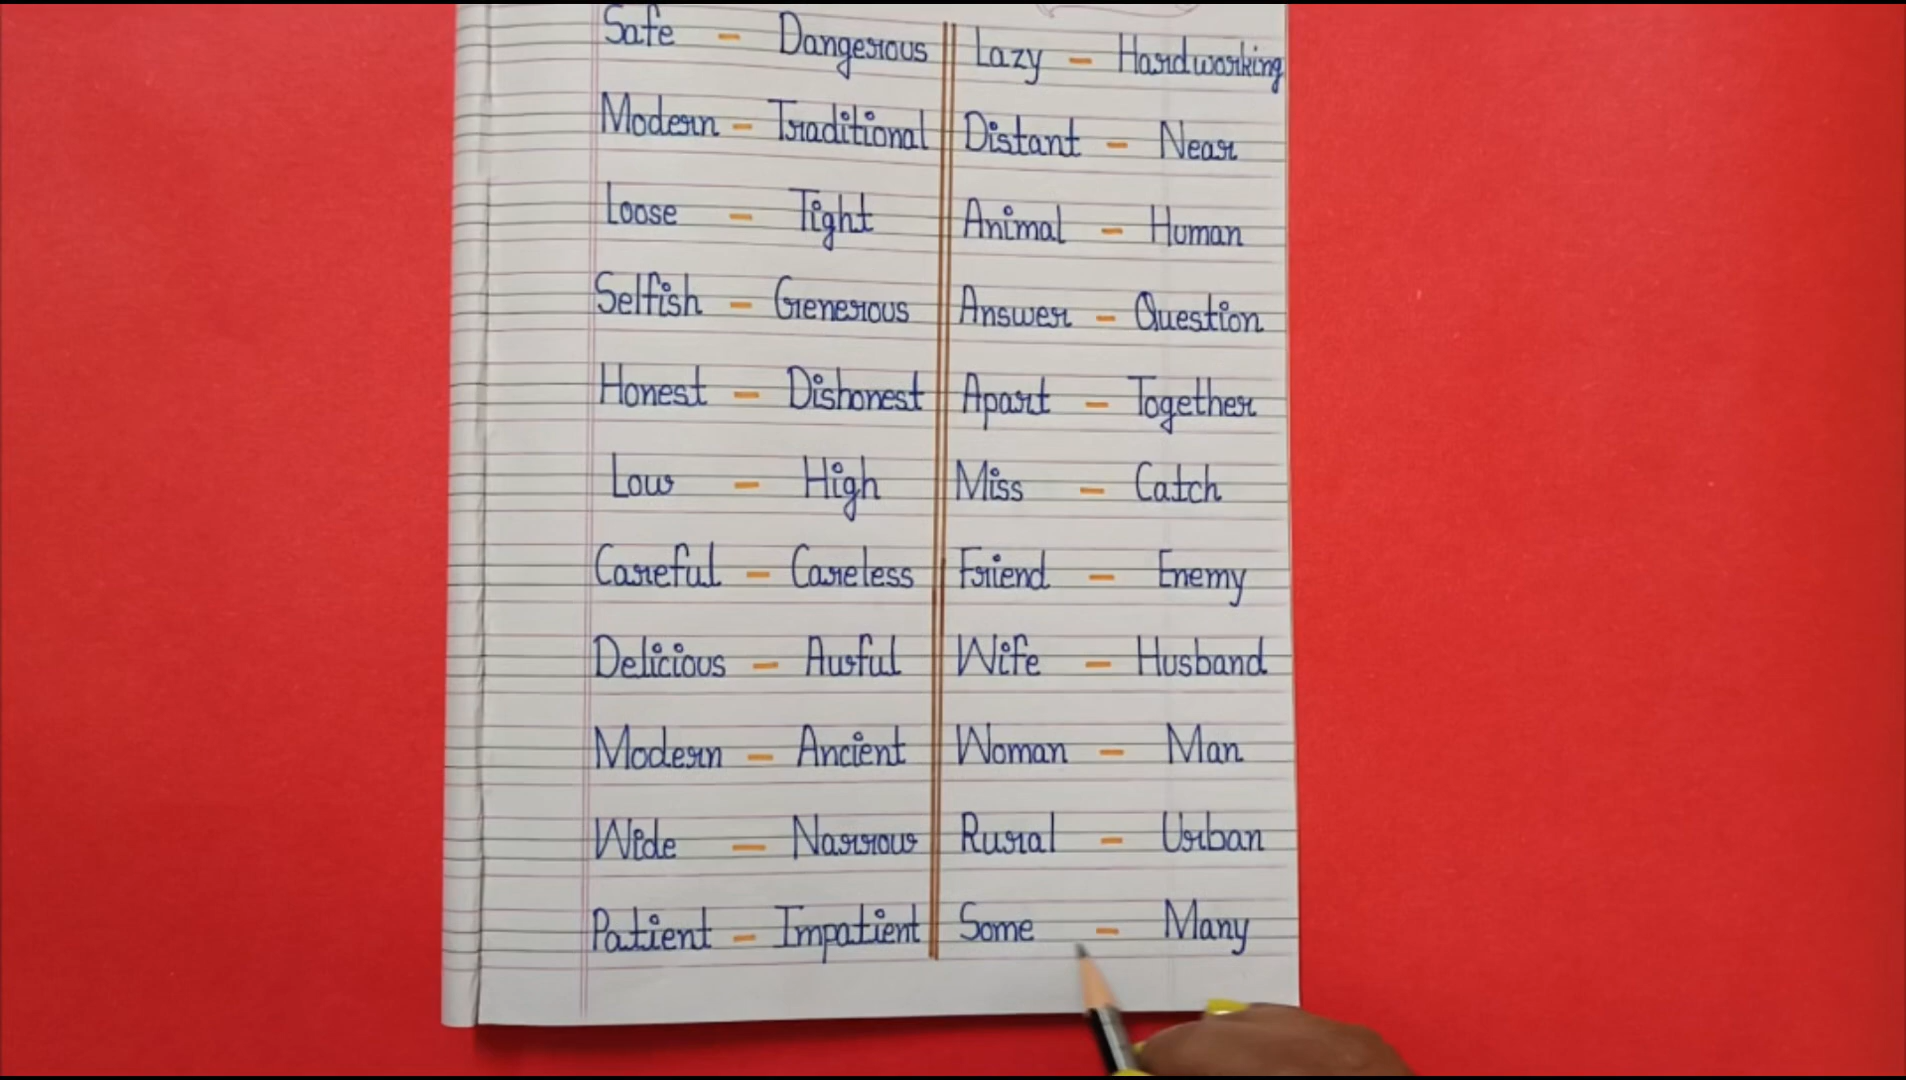 Safe - Dangerous Lazy - Hardworking
Modern - Traditional Distant - Near
Loose - Tight Animal - Human
Selfish - Generous Answer - Question
Honest - Dishonest Apart - Together
Low - High Miss - Catch
Careful - Careless Friend - Enemy
Delicious - Awful Wife - Husband
Modern - Ancient Woman - Man
Wide - Narrow Rural - Urban
Patient - Impatient Some - Many